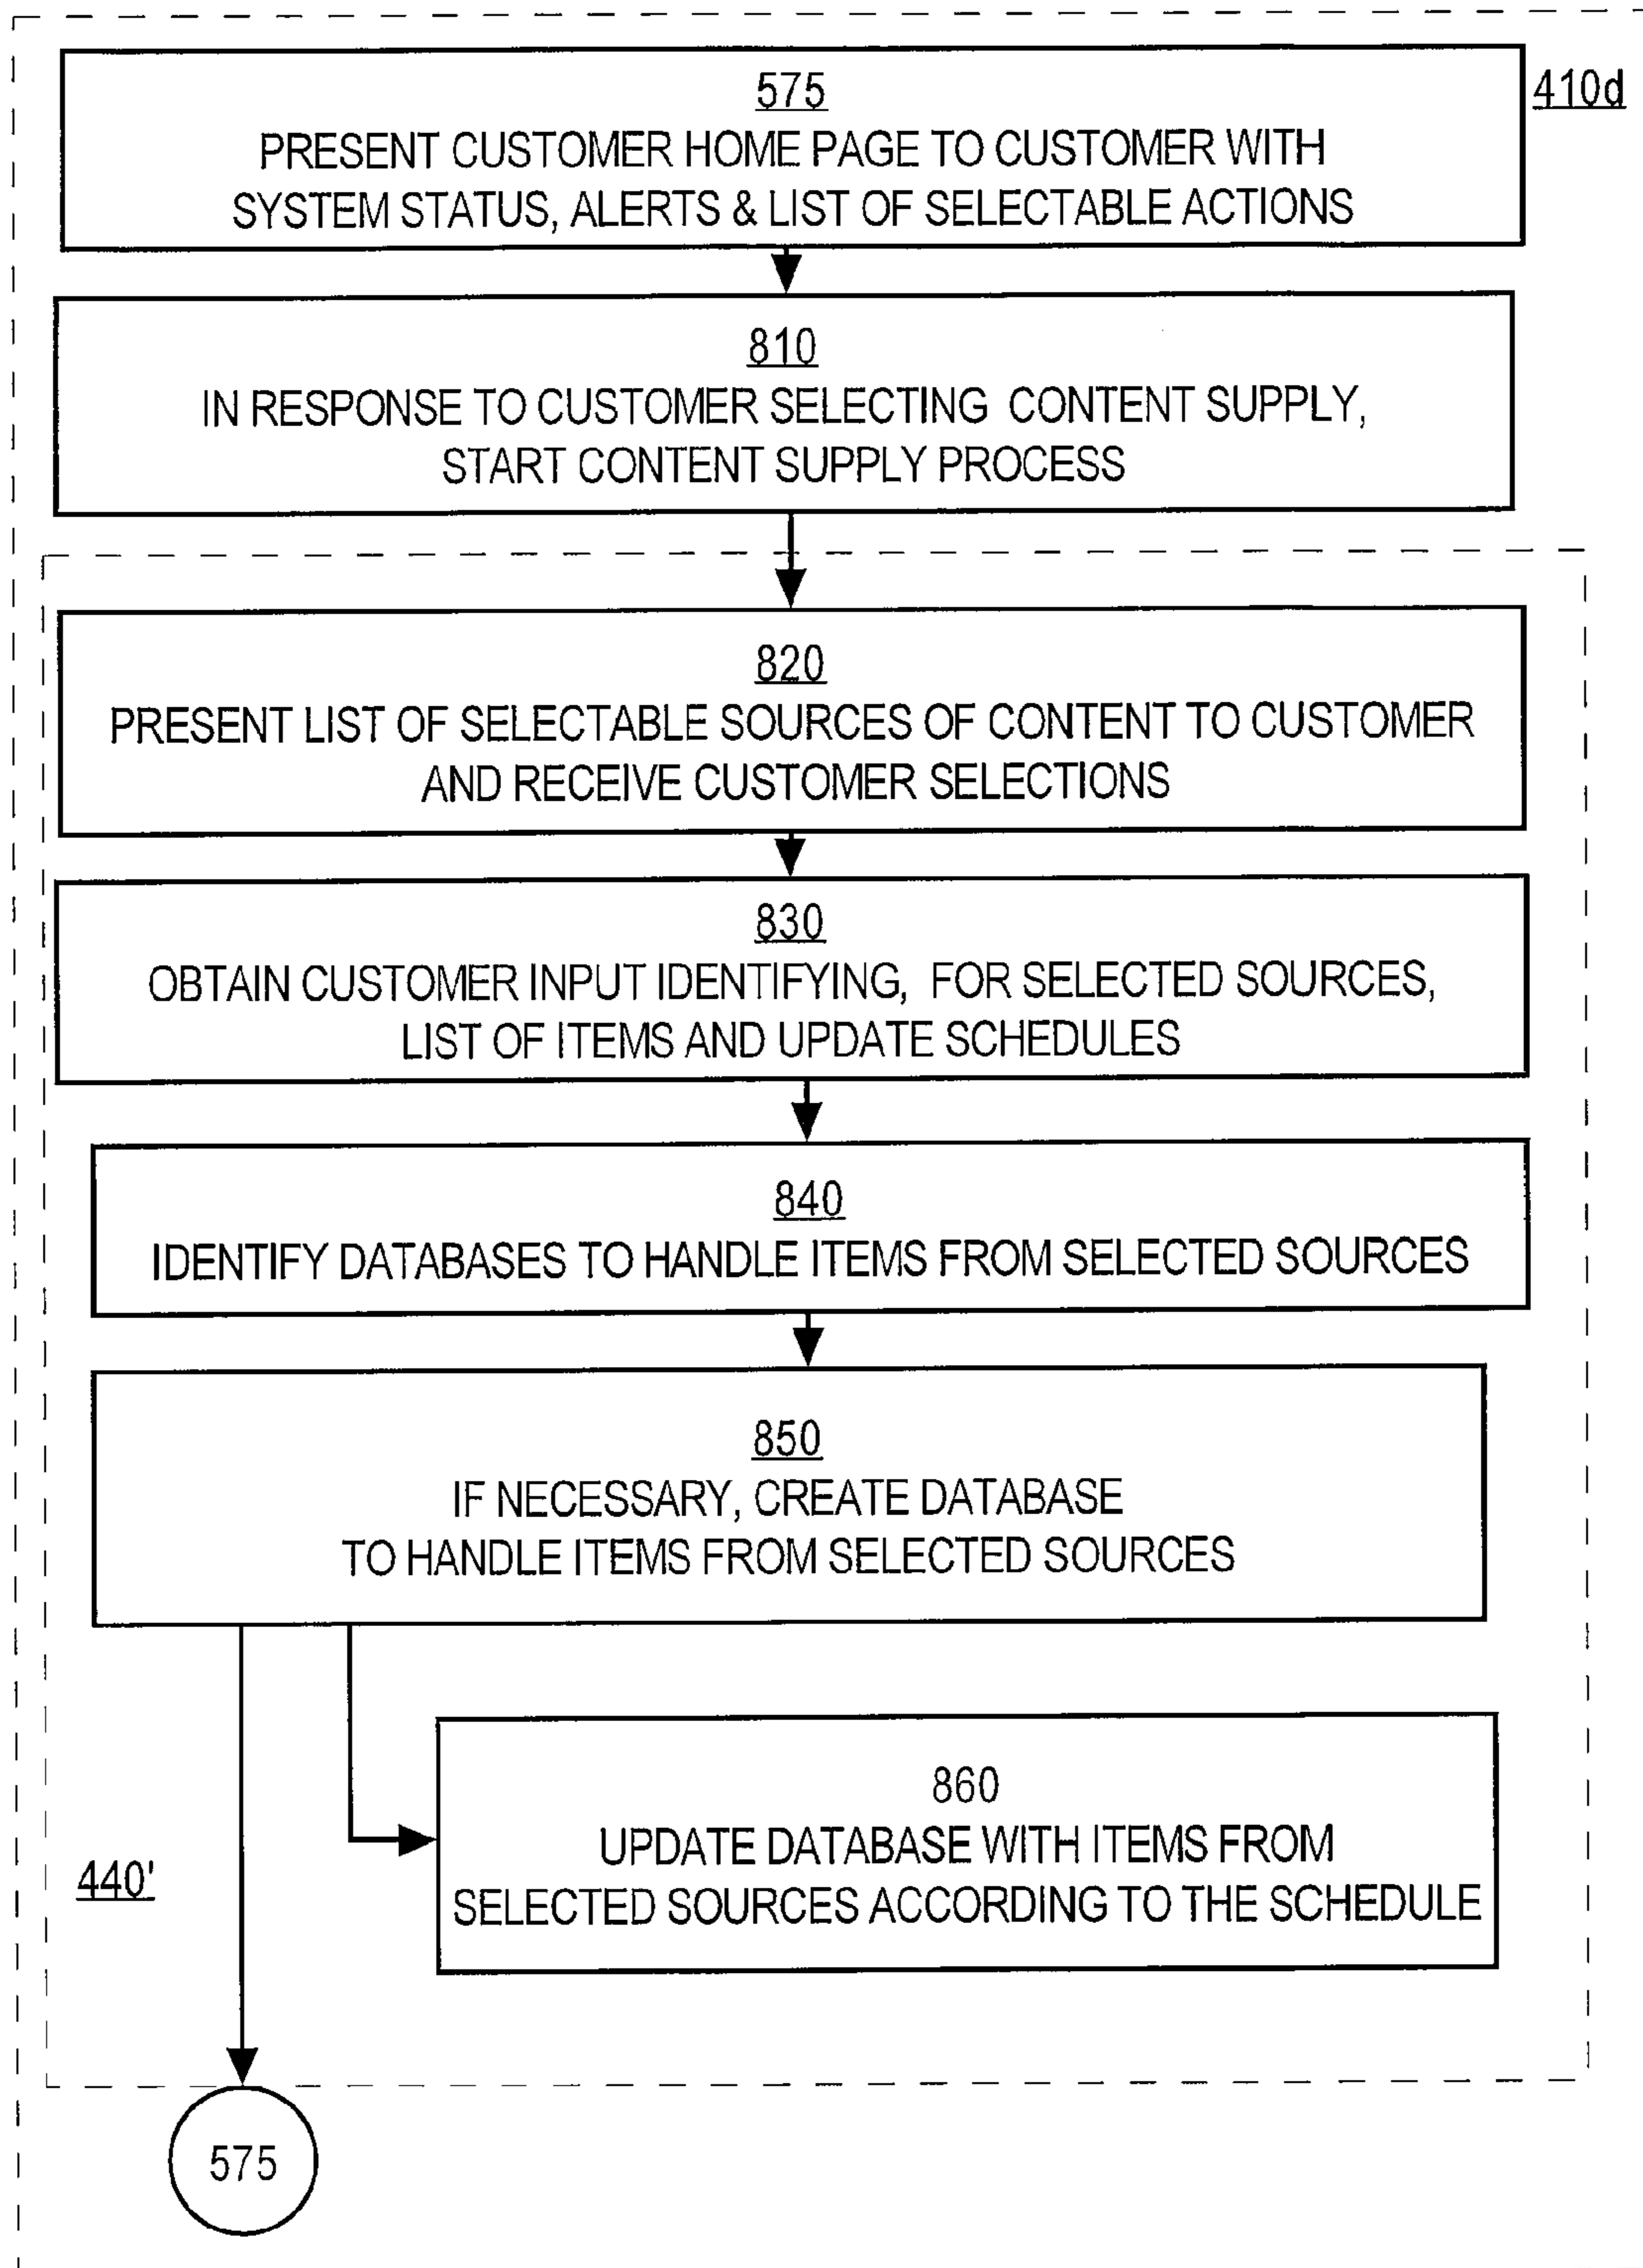 575
410d
PRESENT CUSTOMER HOME PAGE TO CUSTOMER WITH
SYSTEM STATUS, ALERTS & LIST OF SELECTABLE ACTIONS
810
IN RESPONSE TO CUSTOMER SELECTING CONTENT SUPPLY,
START CONTENT SUPPLY PROCESS
820
PRESENT LIST OF SELECTABLE SOURCES OF CONTENT TO CUSTOMER
AND RECEIVE CUSTOMER SELECTIONS
830
OBTAIN CUSTOMER INPUT IDENTIFYING, FOR SELECTED SOURCES,
LIST OF ITEMS AND UPDATE SCHEDULES
840
IDENTIFY DATABASES TO HANDLE ITEMS FROM SELECTED SOURCES
850
IF NECESSARY, CREATE DATABASE
TO HANDLE ITEMS FROM SELECTED SOURCES
860
UPDATE DATABASE WITH ITEMS FROM
SELECTED SOURCES ACCORDING TO THE SCHEDULE
440'
575